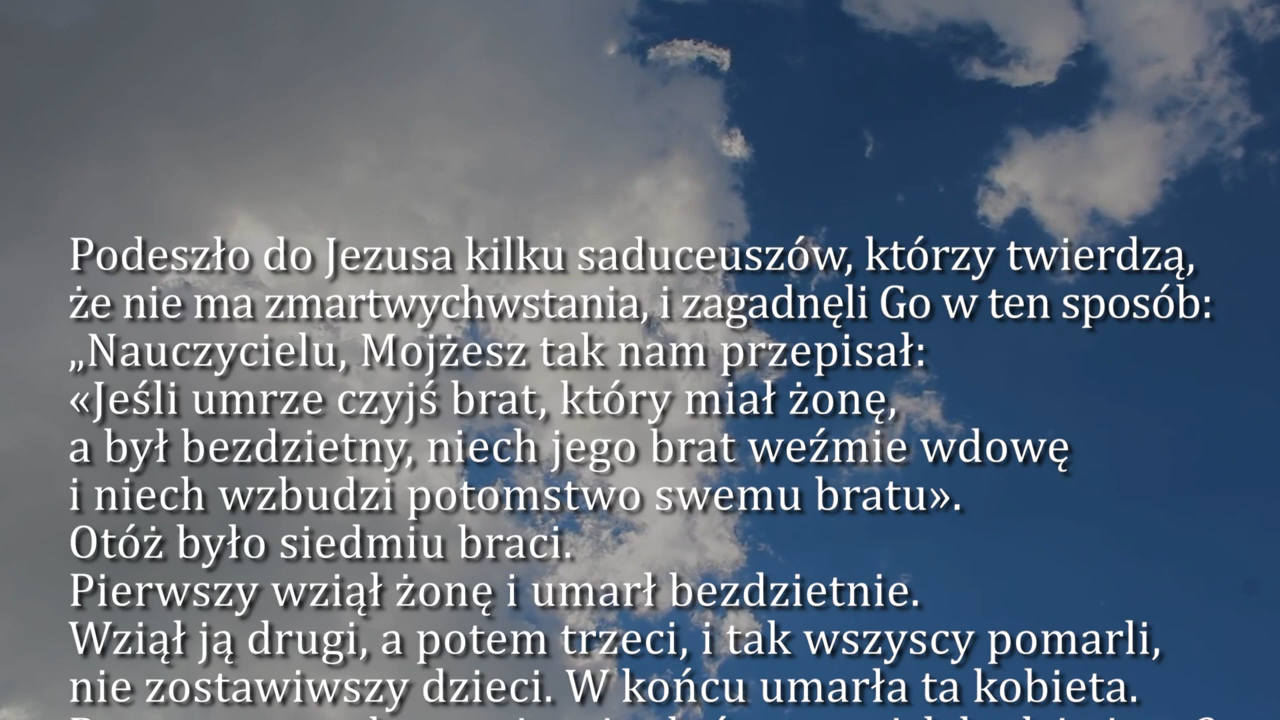 Podeszło do Jezusa kilku saduceuszów, którzy twierdzą,
że nie ma zmartwychwstania, i zagadnęli Go w ten sposób:
„Nauczycielu, Mojżesz tak nam przepisał:
«Jeśli umrze czyjś brat, który miał żonę,
a był bezdzietny, niech jego brat weźmie wdowę
i niech wzbudzi potomstwo swemu bratu».
Otóż było siedmiu braci.
Pierwszy wziął żonę i umarł bezdzietnie.
Wziął ją drugi, a potem trzeci, i tak wszyscy pomarli,
nie zostawiwszy dzieci. W końcu umarła ta kobieta.